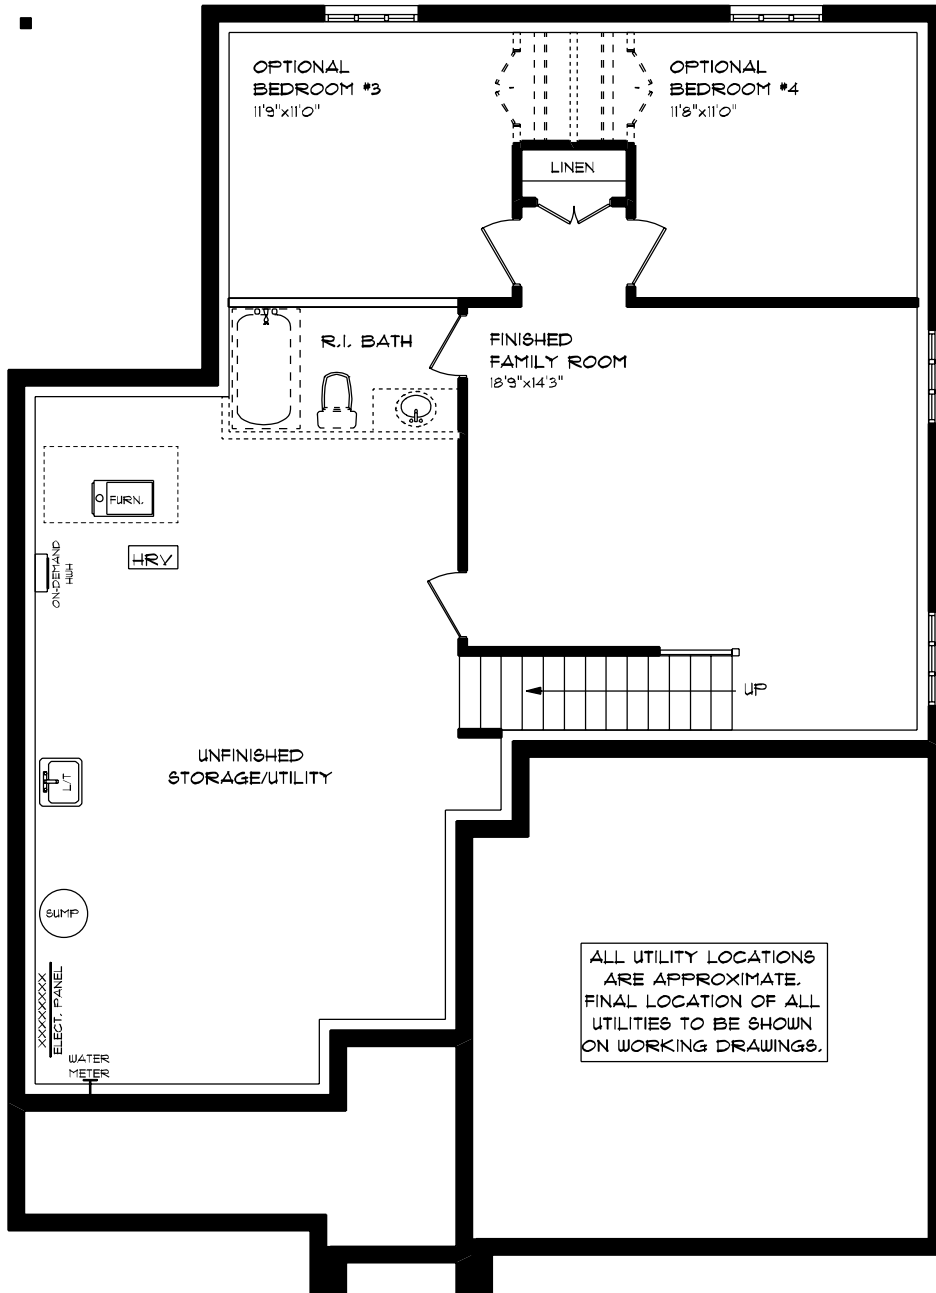 OPTIONAL
BEDROOM #3
11'9"x11'0"
OPTIONAL
BEDROOM #4
11'8"x11'0"
LINEN
R.I. BATH
FINISHED
FAMILY ROOM
18'9"x14'3"
FURN.
HRV
ON-DEMAND
HWH
UP
UNFINISHED
STORAGE/UTILITY
L/T
SUMP
XXXXXXXX
ELECT. PANEL
WATER
METER
ALL UTILITY LOCATIONS
ARE APPROXIMATE.
FINAL LOCATION OF ALL
UTILITIES TO BE SHOWN
ON WORKING DRAWINGS.